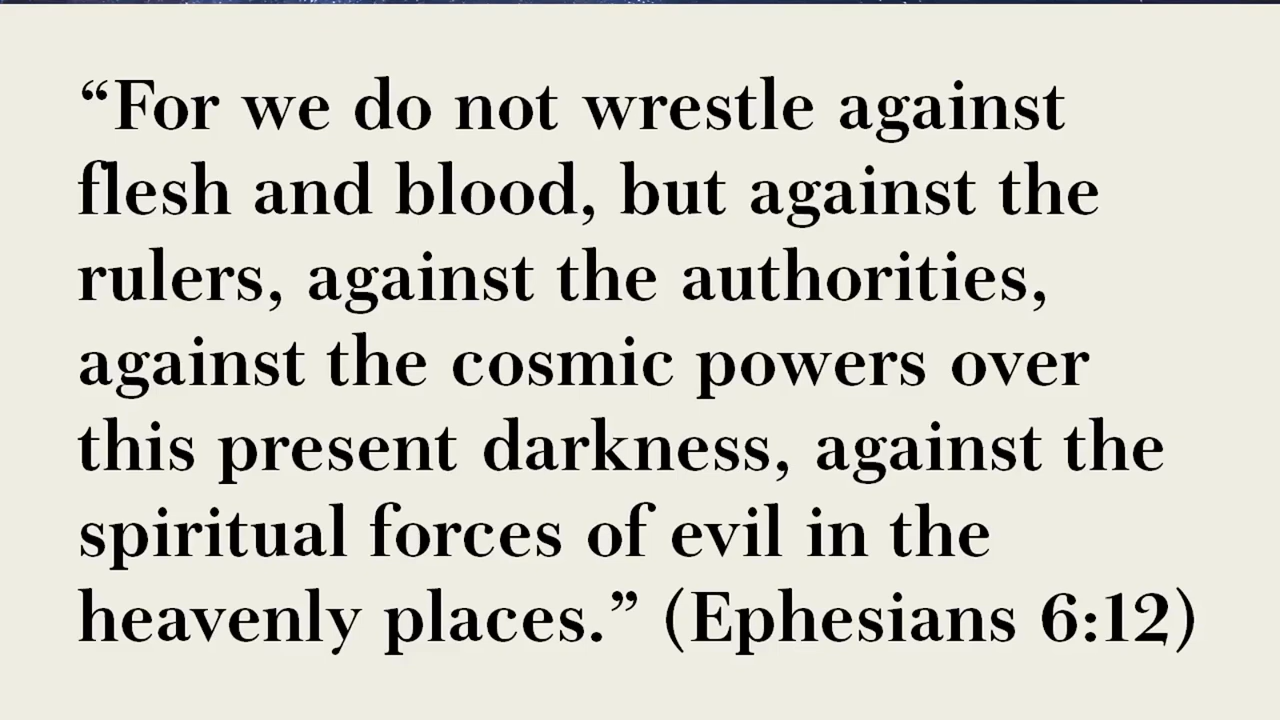 “For we do not wrestle against
flesh and blood, but against the
rulers, against the authorities,
against the cosmic powers over
this present darkness, against the
spiritual forces of evil in the
heavenly places.” (Ephesians 6:12)